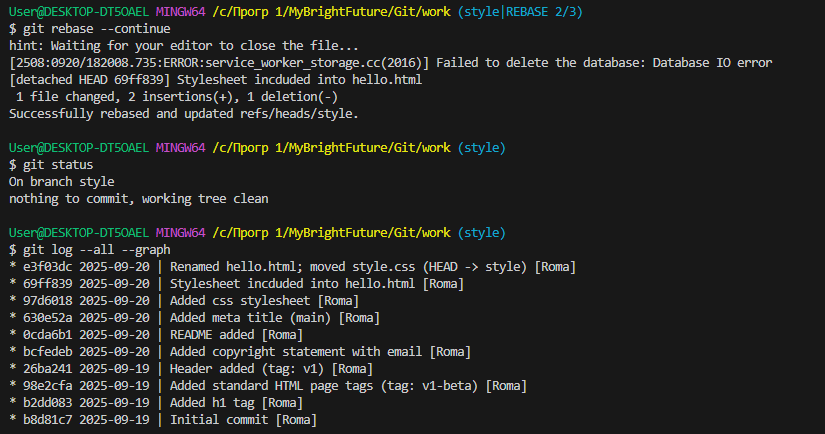 User@DESKTOP-DT5OAEL MINGW64 /c/Прогр 1/MyBrightFuture/Git/work (style|REBASE 2/3)
$ git rebase --continue
hint: Waiting for your editor to close the file...
[2508:0920/182008.735:ERROR:service_worker_storage.cc(2016)] Failed to delete the database: Database IO error
[detached HEAD 69ff839] Stylesheet incduded into hello.html
 1 file changed, 2 insertions(+), 1 deletion(-)
Successfully rebased and updated refs/heads/style.

User@DESKTOP-DT5OAEL MINGW64 /c/Прогр 1/MyBrightFuture/Git/work (style)
$ git status
On branch style
nothing to commit, working tree clean

User@DESKTOP-DT5OAEL MINGW64 /c/Прогр 1/MyBrightFuture/Git/work (style)
$ git log --all --graph
* e3f03dc 2025-09-20 | Renamed hello.html; moved style.css (HEAD -> style) [Roma]
* 69ff839 2025-09-20 | Stylesheet incduded into hello.html [Roma]
* 97d6018 2025-09-20 | Added css stylesheet [Roma]
* 630e52a 2025-09-20 | Added meta title (main) [Roma]
* 0cda6b1 2025-09-20 | README added [Roma]
* bcfedeb 2025-09-20 | Added copyright statement with email [Roma]
* 26ba241 2025-09-19 | Header added (tag: v1) [Roma]
* 98e2cfa 2025-09-19 | Added standard HTML page tags (tag: v1-beta) [Roma]
* b2dd083 2025-09-19 | Added h1 tag [Roma]
* b8d81c7 2025-09-19 | Initial commit [Roma]